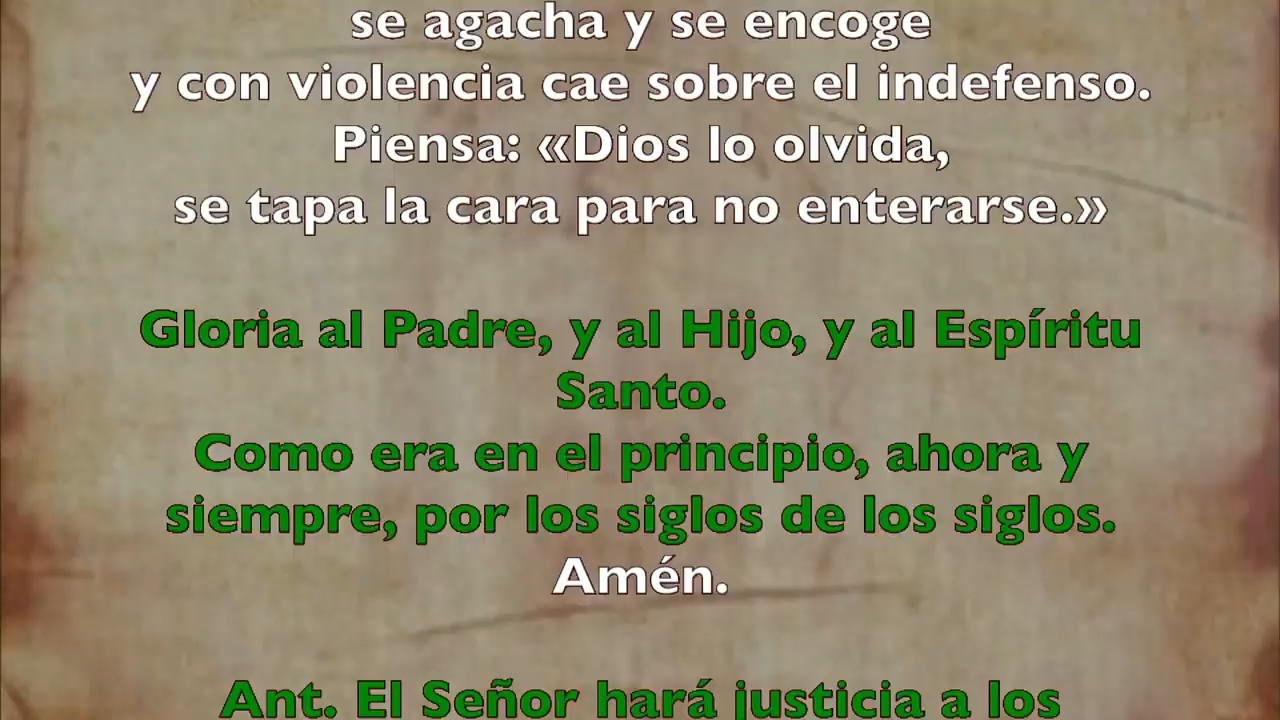 se agacha y se encoge
y con violencia cae sobre el indefenso.
Piensa: «Dios lo olvida,
se tapa la cara para no enterarse.»
Gloria al Padre, y al Hijo, y al Espíritu
Santo.
Como era en el principio, ahora y
siempre, por los siglos de los siglos.
Amén.
Ant. El Señor hará justicia a los